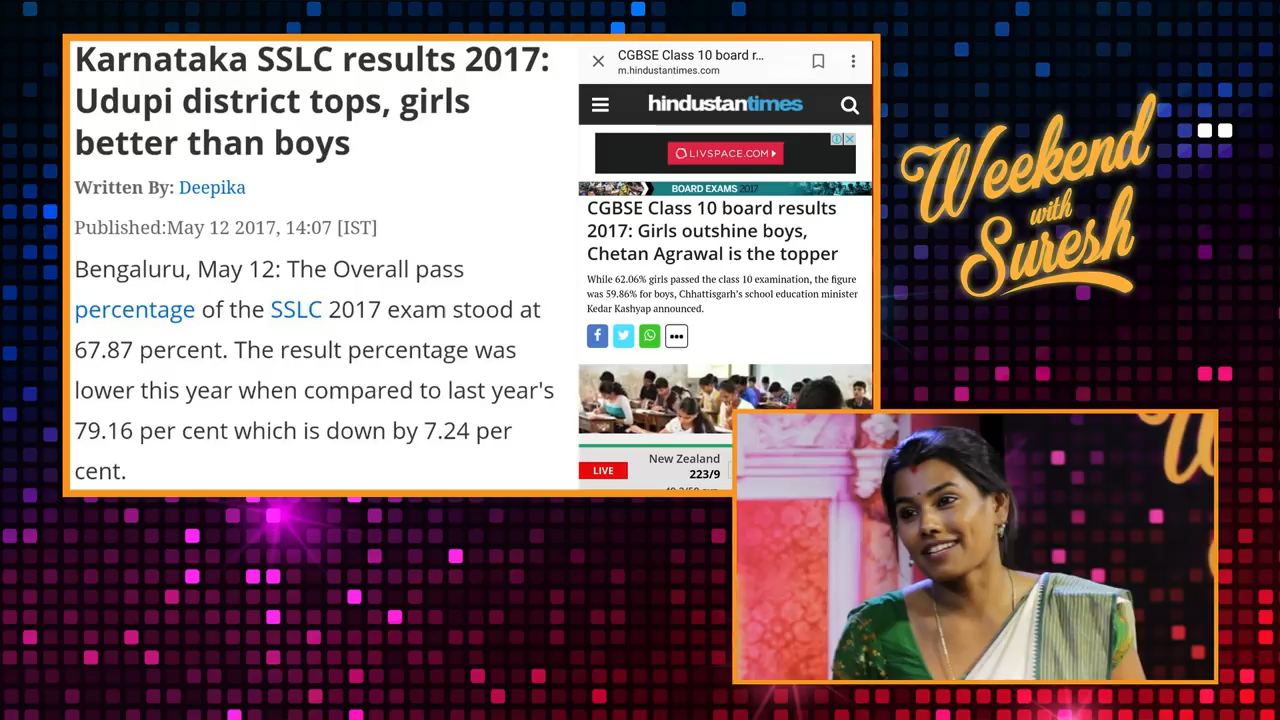 Karnataka SSLC results 2017:
Udupi district tops, girls
better than boys
Written By: Deepika
Published:May 12 2017, 14:07 [IST]
Bengaluru, May 12: The Overall pass
percentage of the SSLC 2017 exam stood at
67.87 percent. The result percentage was
lower this year when compared to last year's
79.16 per cent which is down by 7.24 per
cent.
CGBSE Class 10 board r...
m.hindustantimes.com
hindustantimes
LIVSPACE.COM
BOARD EXAMS 2017
CGBSE Class 10 board results
2017: Girls outshine boys,
Chetan Agrawal is the topper
While 62.06% girls passed the class 10 examination, the figure
was 59.86% for boys, Chhattisgarh's school education minister
Kedar Kashyap announced.
LIVE
New Zealand
223/9
Weekend
with
Suresh